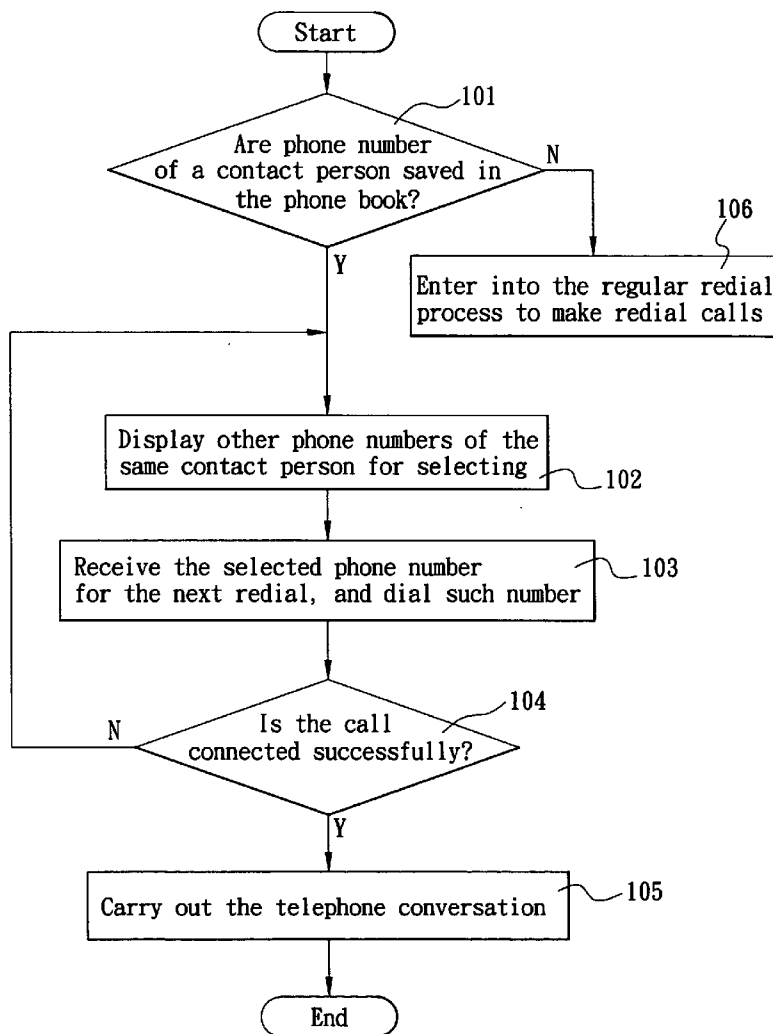 Start
101
Are phone number
of a contact person saved in
the phone book?
N
106
Y
Enter into the regular redial
process to make redial calls
Display other phone numbers of the
same contact person for selecting
102
Receive the selected phone number
for the next redial, and dial such number
103
104
Is the call
connected successfully?
N
Y
105
Carry out the telephone conversation
End